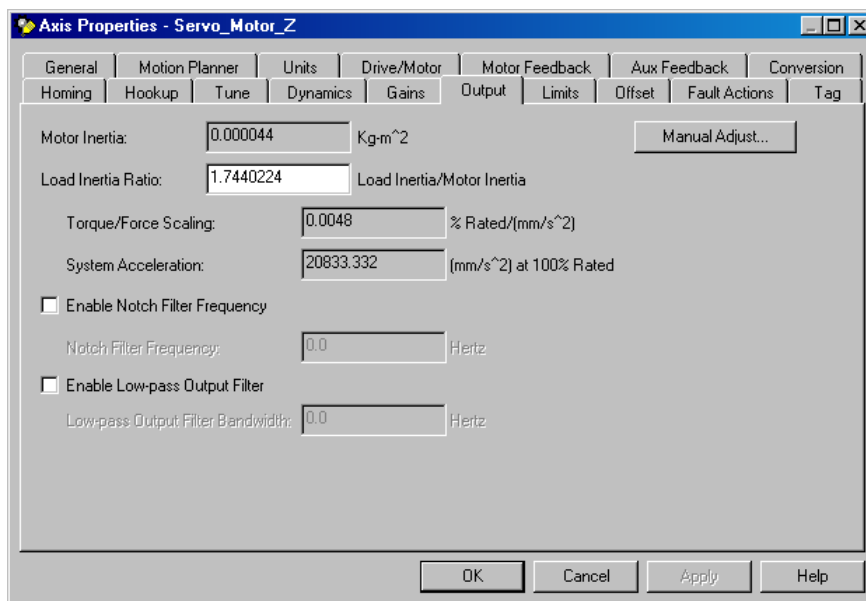 Axis Properties - Servo_Motor_Z
General Motion Planner Units Drive/Motor Motor Feedback Aux Feedback Conversion
Homing Hookup Tune Dynamics Gains Output Limits Offset Fault Actions Tag
Motor Inertia: 0.000044 Kg-m^2 Manual Adjust...
Load Inertia Ratio: 1.7440224 Load Inertia/Motor Inertia
Torque/Force Scaling: 0.0048 % Rated/(mm/s^2)
System Acceleration: 20833.332 (mm/s^2) at 100% Rated
Enable Notch Filter Frequency
Notch Filter Frequency: 0.0 Hertz
Enable Low-pass Output Filter
Low-pass Output Filter Bandwidth: 0.0 Hertz
OK Cancel Apply Help